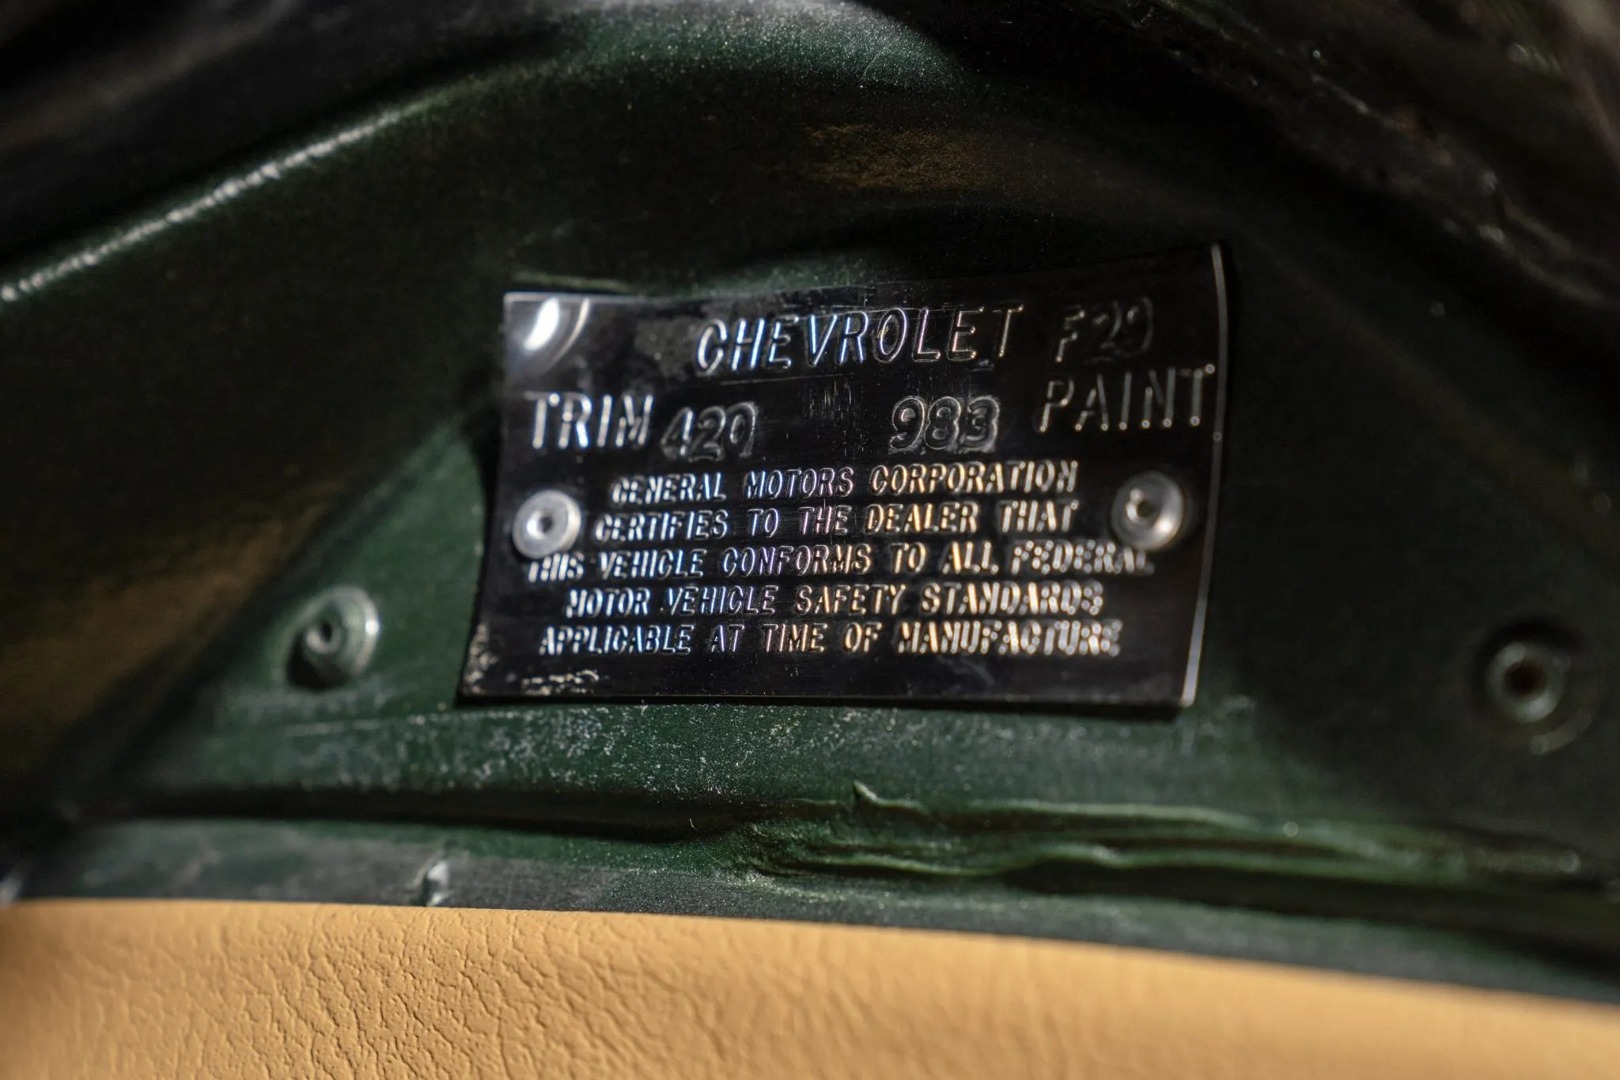 CHEVROLET F29
TRIM 420 983 PAINT
GENERAL MOTORS CORPORATION
CERTIFIES TO THE DEALER THAT
THIS VEHICLE CONFORMS TO ALL FEDERAL
MOTOR VEHICLE SAFETY STANDARDS
APPLICABLE AT TIME OF MANUFACTURE